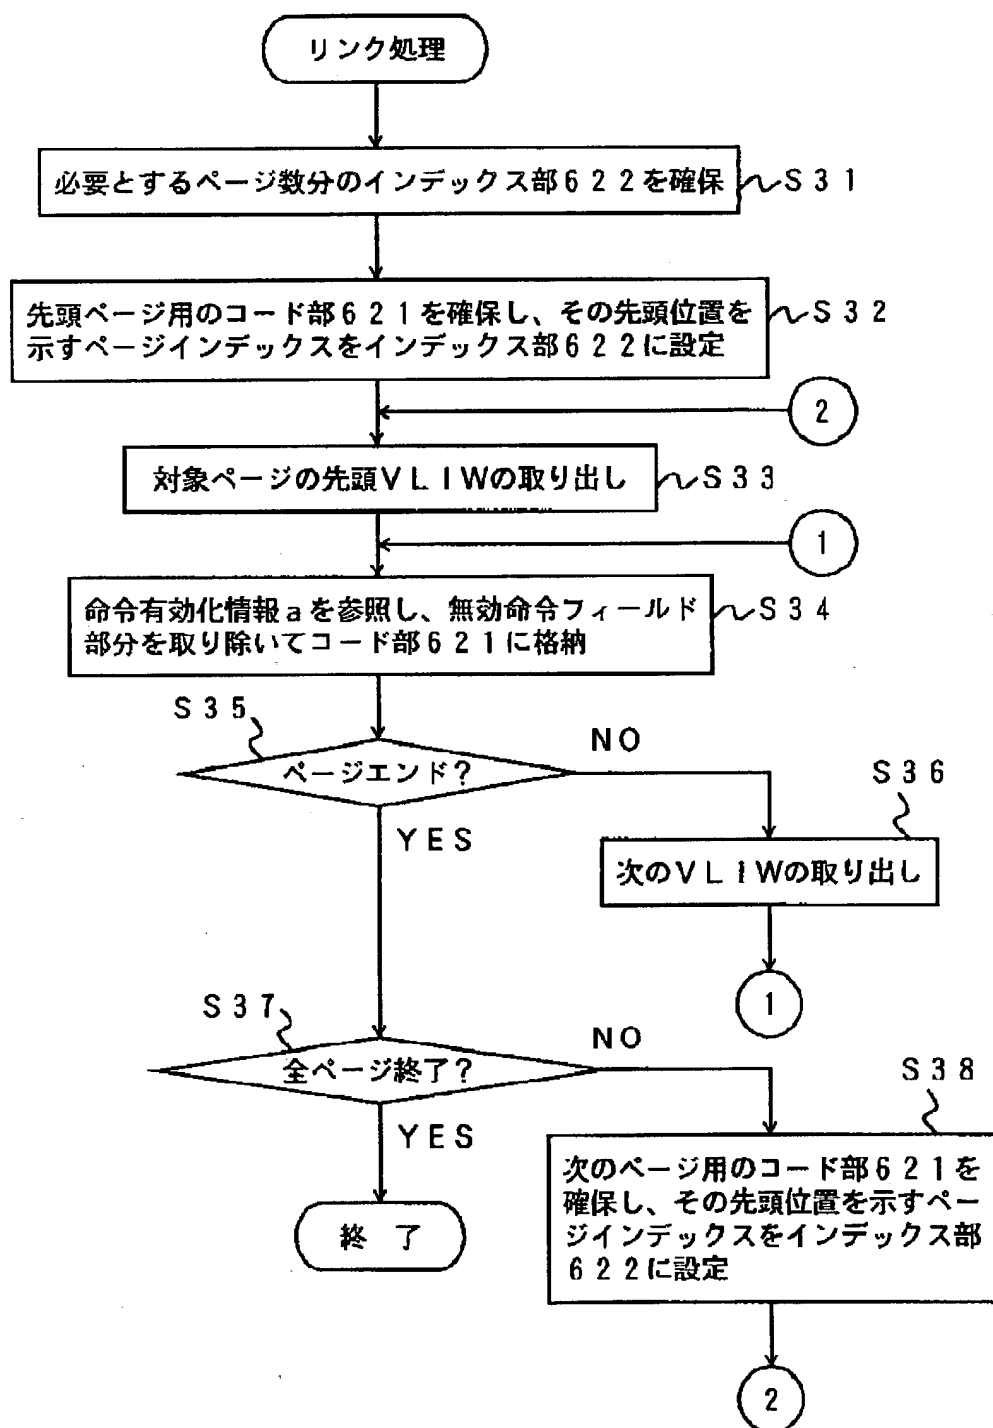 リンク処理
必要とするページ数分のインデックス部622を確保
S31
先頭ページ用のコード部621を確保し、その先頭位置を
示すページインデックスをインデックス部622に設定
S32
2
対象ページの先頭VLIWの取り出し
S33
1
命令有効化情報aを参照し、無効命令フィールド
部分を取り除いてコード部621に格納
S34
S35
ページエンド?
NO
YES
S36
次のVLIWの取り出し
1
S37
全ページ終了?
NO
YES
S38
次のページ用のコード部621を
確保し、その先頭位置を示すペー
ジインデックスをインデックス部
622に設定
終了
2